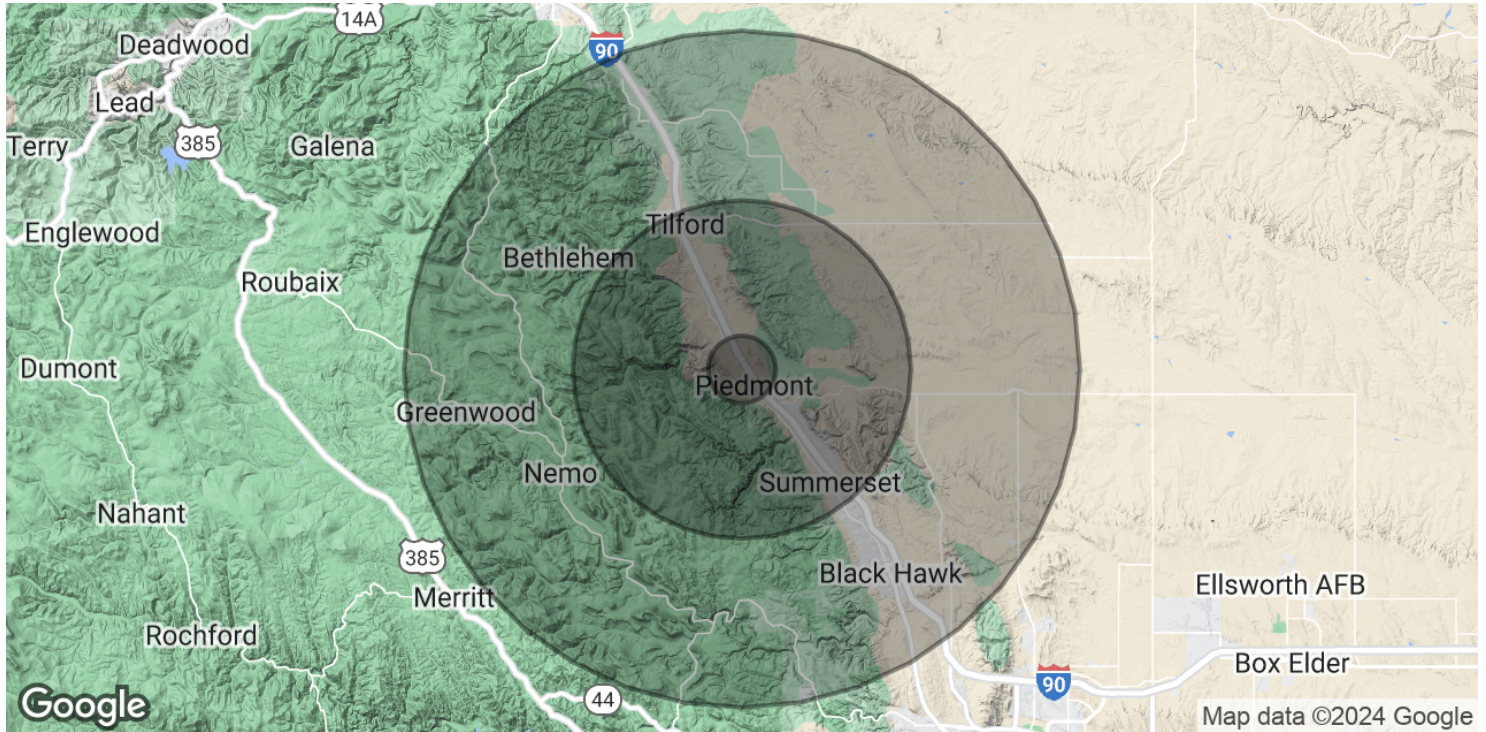 14A
Deadwood
90
Lead
385
Terry
Galena
Tilford
Englewood
Bethlehem
Roubaix
Dumont
Piedmont
Greenwood
Nemo
Summerset
Nahant
385
Black Hawk
Ellsworth AFB
Merritt
Rochford
Box Elder
90
44
Google
Map data ©2024 Google